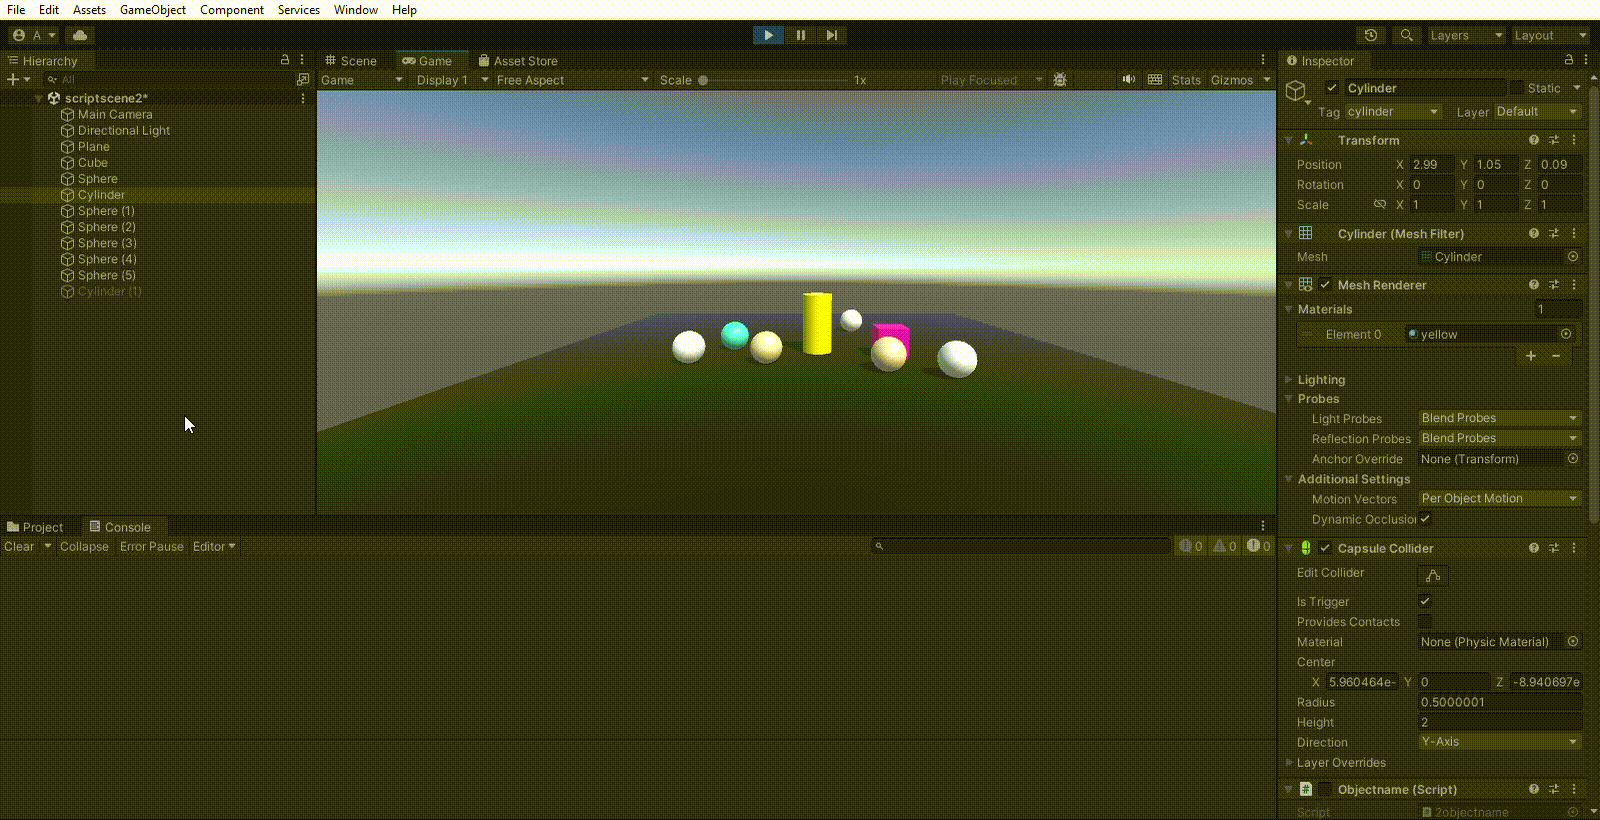 File Edit Assets GameObject Component Services Window Help
A Layers Layout
Hierarchy
All
scriptscene2*
Main Camera
Directional Light
Plane
Cube
Sphere
Cylinder
Sphere (1)
Sphere (2)
Sphere (3)
Sphere (4)
Sphere (5)
Cylinder (1)
Scene Game Asset Store
Game Display 1 Free Aspect Scale 1x Play Focused Stats Gizmos
Project Console
Clear Collapse Error Pause Editor 0 0 0
Inspector
Cylinder Static
Tag cylinder Layer Default
Transform
Position X 2.99 Y 1.05 Z 0.09
Rotation X 0 Y 0 Z 0
Scale X 1 Y 1 Z 1
Cylinder (Mesh Filter)
Mesh Cylinder
Mesh Renderer
Materials 1
Element 0 yellow
Lighting
Probes
Light Probes Blend Probes
Reflection Probes Blend Probes
Anchor Override None (Transform)
Additional Settings
Motion Vectors Per Object Motion
Dynamic Occlusion
Capsule Collider
Edit Collider
Is Trigger
Provides Contacts
Material None (Physic Material)
Center
X 5.960464e- Y 0 Z -8.940697e
Radius 0.5000001
Height 2
Direction Y-Axis
Layer Overrides
# Objectname (Script)
Script 2objectname